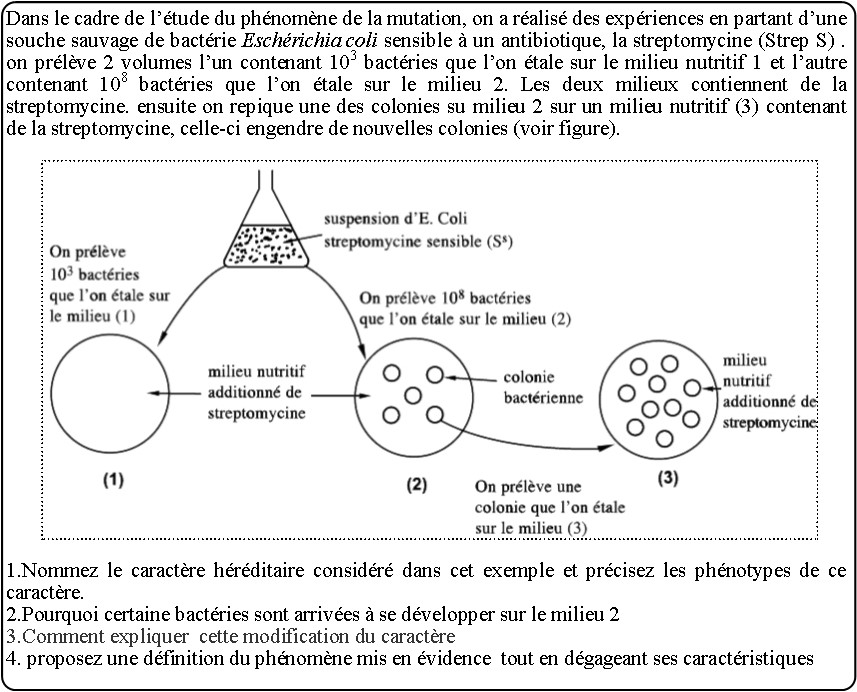 Dans le cadre de l'étude du phénomène de la mutation, on a réalisé des expériences en partant d'une
souche sauvage de bactérie Eschérichia coli sensible à un antibiotique, la streptomycine (Strep S) .
on prélève 2 volumes l'un contenant 10³ bactéries que l'on étale sur le milieu nutritif 1 et l'autre
contenant 10⁸ bactéries que l'on étale sur le milieu 2. Les deux milieux contiennent de la
streptomycine. ensuite on repique une des colonies su milieu 2 sur un milieu nutritif (3) contenant
de la streptomycine, celle-ci engendre de nouvelles colonies (voir figure).
suspension d'E. Coli
streptomycine sensible (Sˢ)
On prélève
10³ bactéries
que l'on étale sur
le milieu (1)
On prélève 10⁸ bactéries
que l'on étale sur le milieu (2)
milieu nutritif
additionné de
streptomycine
colonie
bactérienne
milieu
nutritif
additionné de
streptomycine
(1)
(2)
(3)
On prélève une
colonie que l'on étale
sur le milieu (3)
1.Nommez le caractère héréditaire considéré dans cet exemple et précisez les phénotypes de ce
caractère.
2.Pourquoi certaine bactéries sont arrivées à se développer sur le milieu 2
3.Comment expliquer cette modification du caractère
4. proposez une définition du phénomène mis en évidence tout en dégageant ses caractéristiques